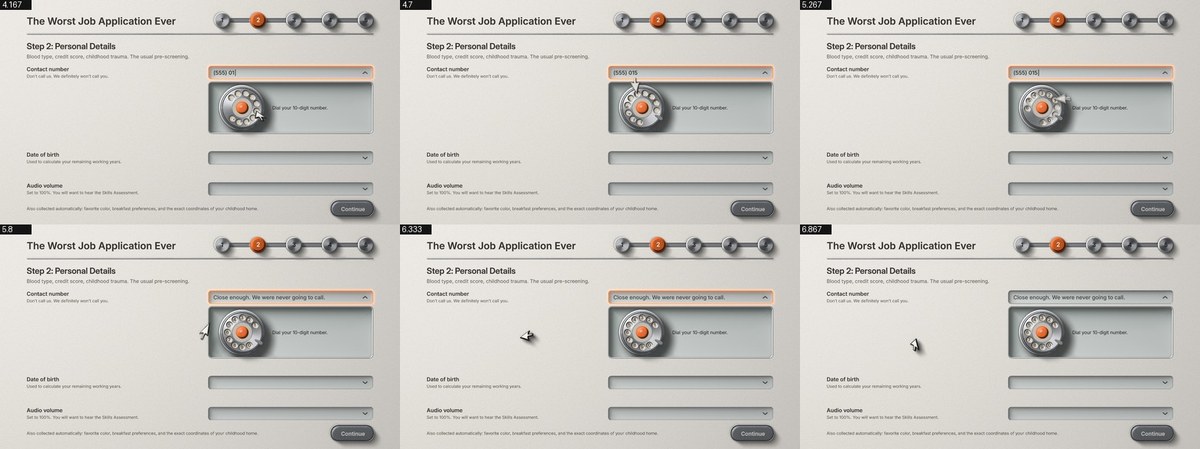 4.167
The Worst Job Application Ever
2
Step 2: Personal Details
Blood type, credit score, childhood trauma. The usual pre-screening.
Contact number
Don't call us. We definitely won't call you.
(555) 01
Dial your 10-digit number.
Date of birth
Used to calculate your remaining working years.
Audio volume
Set to 100%. You will want to hear the Skills Assessment.
Also collected automatically: favorite color, breakfast preferences, and the exact coordinates of your childhood home.
Continue
4.7
The Worst Job Application Ever
2
Step 2: Personal Details
Blood type, credit score, childhood trauma. The usual pre-screening.
Contact number
Don't call us. We definitely won't call you.
(555) 015
Dial your 10-digit number.
Date of birth
Used to calculate your remaining working years.
Audio volume
Set to 100%. You will want to hear the Skills Assessment.
Also collected automatically: favorite color, breakfast preferences, and the exact coordinates of your childhood home.
Continue
5.267
The Worst Job Application Ever
2
Step 2: Personal Details
Blood type, credit score, childhood trauma. The usual pre-screening.
Contact number
Don't call us. We definitely won't call you.
(555) 015
Dial your 10-digit number.
Date of birth
Used to calculate your remaining working years.
Audio volume
Set to 100%. You will want to hear the Skills Assessment.
Also collected automatically: favorite color, breakfast preferences, and the exact coordinates of your childhood home.
Continue
5.8
The Worst Job Application Ever
2
Step 2: Personal Details
Blood type, credit score, childhood trauma. The usual pre-screening.
Contact number
Don't call us. We definitely won't call you.
Close enough. We were never going to call.
Dial your 10-digit number.
Date of birth
Used to calculate your remaining working years.
Audio volume
Set to 100%. You will want to hear the Skills Assessment.
Also collected automatically: favorite color, breakfast preferences, and the exact coordinates of your childhood home.
Continue
6.333
The Worst Job Application Ever
2
Step 2: Personal Details
Blood type, credit score, childhood trauma. The usual pre-screening.
Contact number
Don't call us. We definitely won't call you.
Close enough. We were never going to call.
Dial your 10-digit number.
Date of birth
Used to calculate your remaining working years.
Audio volume
Set to 100%. You will want to hear the Skills Assessment.
Also collected automatically: favorite color, breakfast preferences, and the exact coordinates of your childhood home.
Continue
6.867
The Worst Job Application Ever
2
Step 2: Personal Details
Blood type, credit score, childhood trauma. The usual pre-screening.
Contact number
Don't call us. We definitely won't call you.
Close enough. We were never going to call.
Dial your 10-digit number.
Date of birth
Used to calculate your remaining working years.
Audio volume
Set to 100%. You will want to hear the Skills Assessment.
Also collected automatically: favorite color, breakfast preferences, and the exact coordinates of your childhood home.
Continue